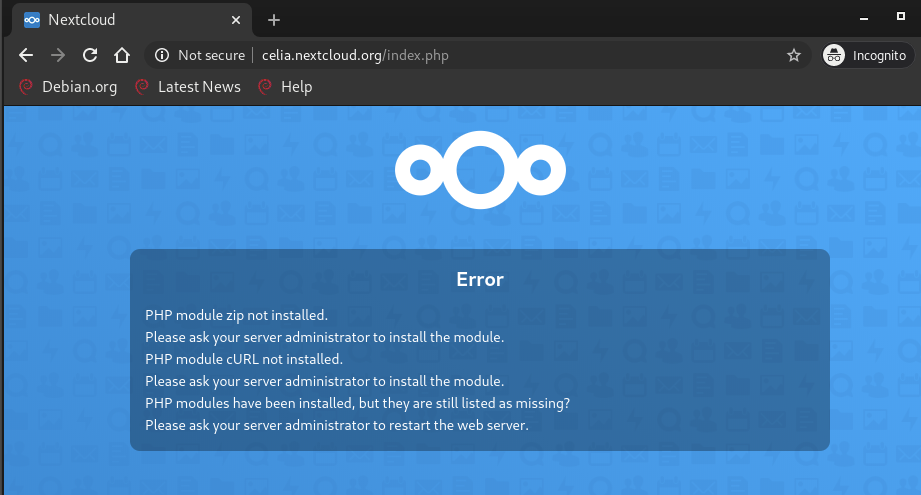 Nextcloud
Not secure celia.nextcloud.org/index.php Incognito
Debian.org Latest News Help
Error
PHP module zip not installed.
Please ask your server administrator to install the module.
PHP module cURL not installed.
Please ask your server administrator to install the module.
PHP modules have been installed, but they are still listed as missing?
Please ask your server administrator to restart the web server.